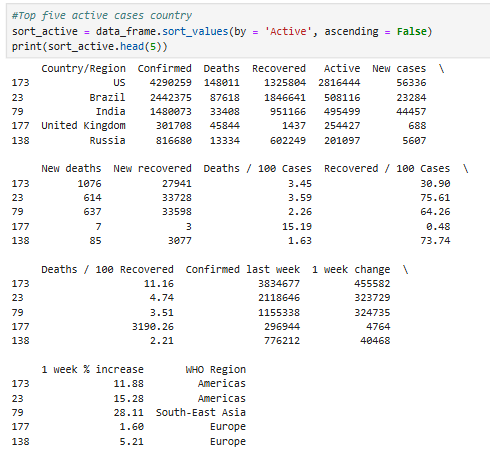 #Top five active cases country
sort_active = data_frame.sort_values(by = 'Active', ascending = False)
print(sort_active.head(5))
Country/Region Confirmed Deaths Recovered Active New cases \
173 US 4290259 148011 1325804 2816444 56336
23 Brazil 2442375 87618 1846641 508116 23284
79 India 1480073 33408 951166 495499 44457
177 United Kingdom 301708 45844 1437 254427 688
138 Russia 816680 13334 602249 201097 5607
New deaths New recovered Deaths / 100 Cases Recovered / 100 Cases \
173 1076 27941 3.45 30.90
23 614 33728 3.59 75.61
79 637 33598 2.26 64.26
177 7 3 15.19 0.48
138 85 3077 1.63 73.74
Deaths / 100 Recovered Confirmed last week 1 week change \
173 11.16 3834677 455582
23 4.74 2118646 323729
79 3.51 1155338 324735
177 3190.26 296944 4764
138 2.21 776212 40468
1 week % increase WHO Region
173 11.88 Americas
23 15.28 Americas
79 28.11 South-East Asia
177 1.60 Europe
138 5.21 Europe